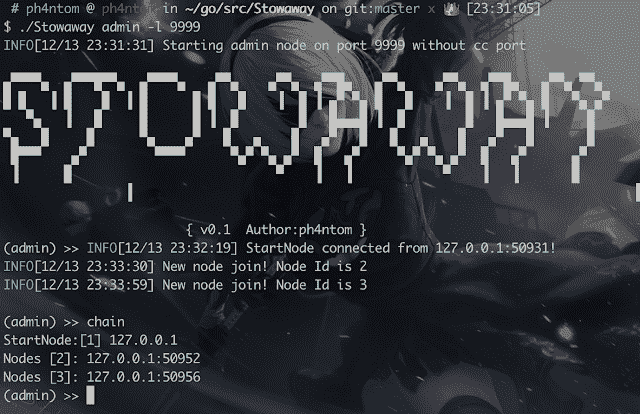 # ph4ntom @ ph4ntom in ~/go/src/Stowaway on git:master x [23:31:05]
$ ./Stowaway admin -l 9999
INFO[12/13 23:31:31] Starting admin node on port 9999 without cc port
STOWAWAY
{ v0.1 Author:ph4ntom }
(admin) >> INFO[12/13 23:32:19] StartNode connected from 127.0.0.1:50931!
INFO[12/13 23:33:30] New node join! Node Id is 2
INFO[12/13 23:33:59] New node join! Node Id is 3
(admin) >> chain
StartNode:[1] 127.0.0.1
Nodes [2]: 127.0.0.1:50952
Nodes [3]: 127.0.0.1:50956
(admin) >>